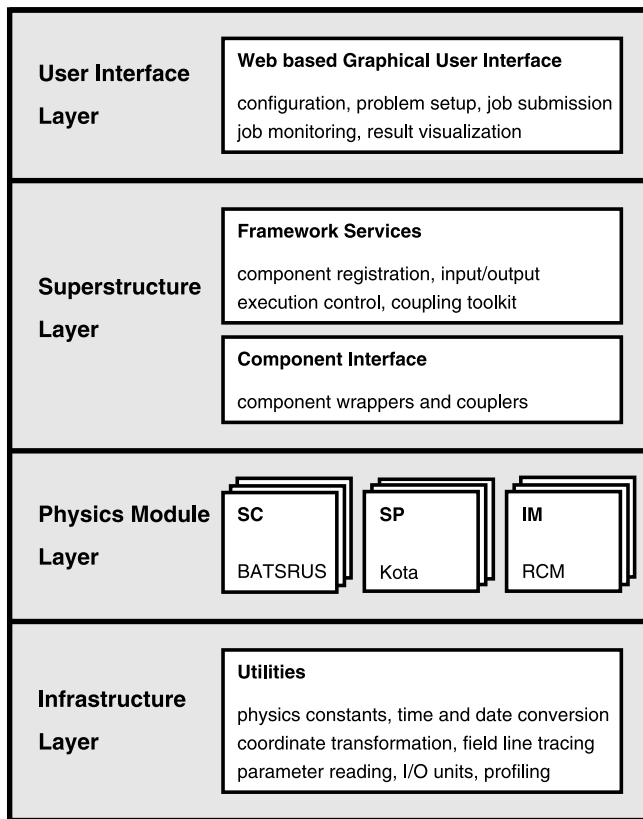 User Interface
Layer
Web based Graphical User Interface
configuration, problem setup, job submission
job monitoring, result visualization
Superstructure
Layer
Framework Services
component registration, input/output
execution control, coupling toolkit
Component Interface
component wrappers and couplers
Physics Module
Layer
SC
BATSRUS
SP
Kota
IM
RCM
Infrastructure
Layer
Utilities
physics constants, time and date conversion
coordinate transformation, field line tracing
parameter reading, I/O units, profiling